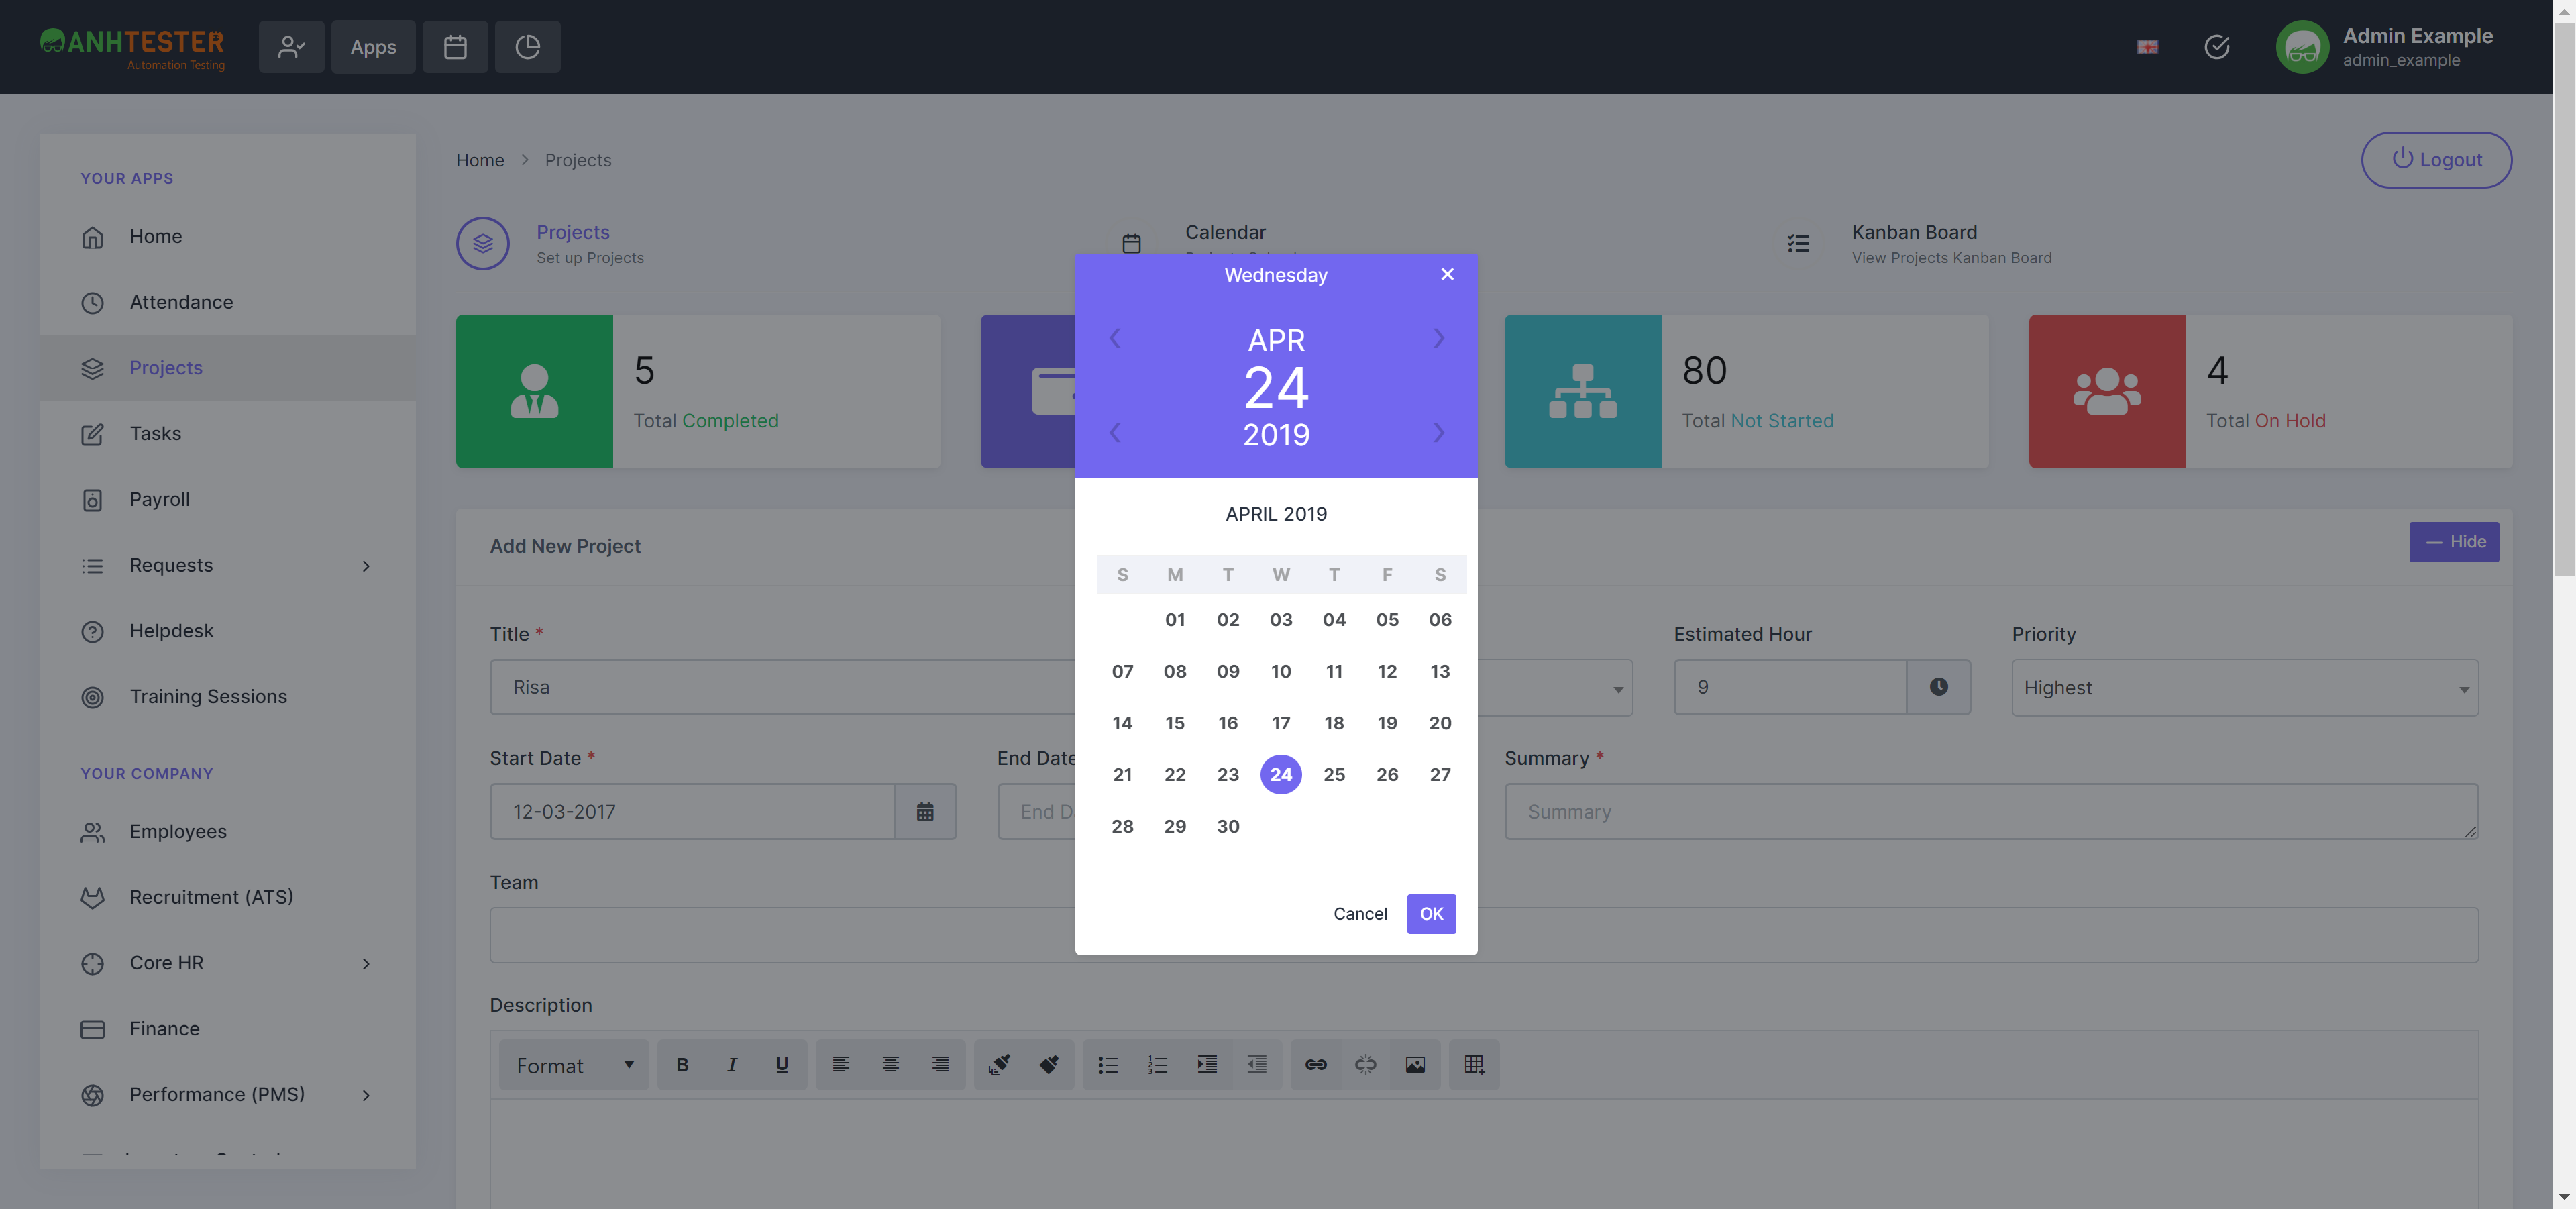 ANHTESTER
Automation Testing
Apps
Admin Example
admin_example
YOUR APPS
Home
Attendance
Projects
Tasks
Payroll
Requests
Helpdesk
Training Sessions
YOUR COMPANY
Employees
Recruitment (ATS)
Core HR
Finance
Performance (PMS)
Home > Projects
Logout
Projects
Set up Projects
Calendar
Kanban Board
View Projects Kanban Board
5
Total Completed
80
Total Not Started
4
Total On Hold
Add New Project
Hide
Title *
Risa
Estimated Hour
9
Priority
Highest
Start Date *
12-03-2017
End Date
End D
Summary *
Summary
Team
Description
Format
B I U
Wednesday
APR
24
2019
APRIL 2019
S M T W T F S
01 02 03 04 05 06
07 08 09 10 11 12 13
14 15 16 17 18 19 20
21 22 23 24 25 26 27
28 29 30
Cancel
OK